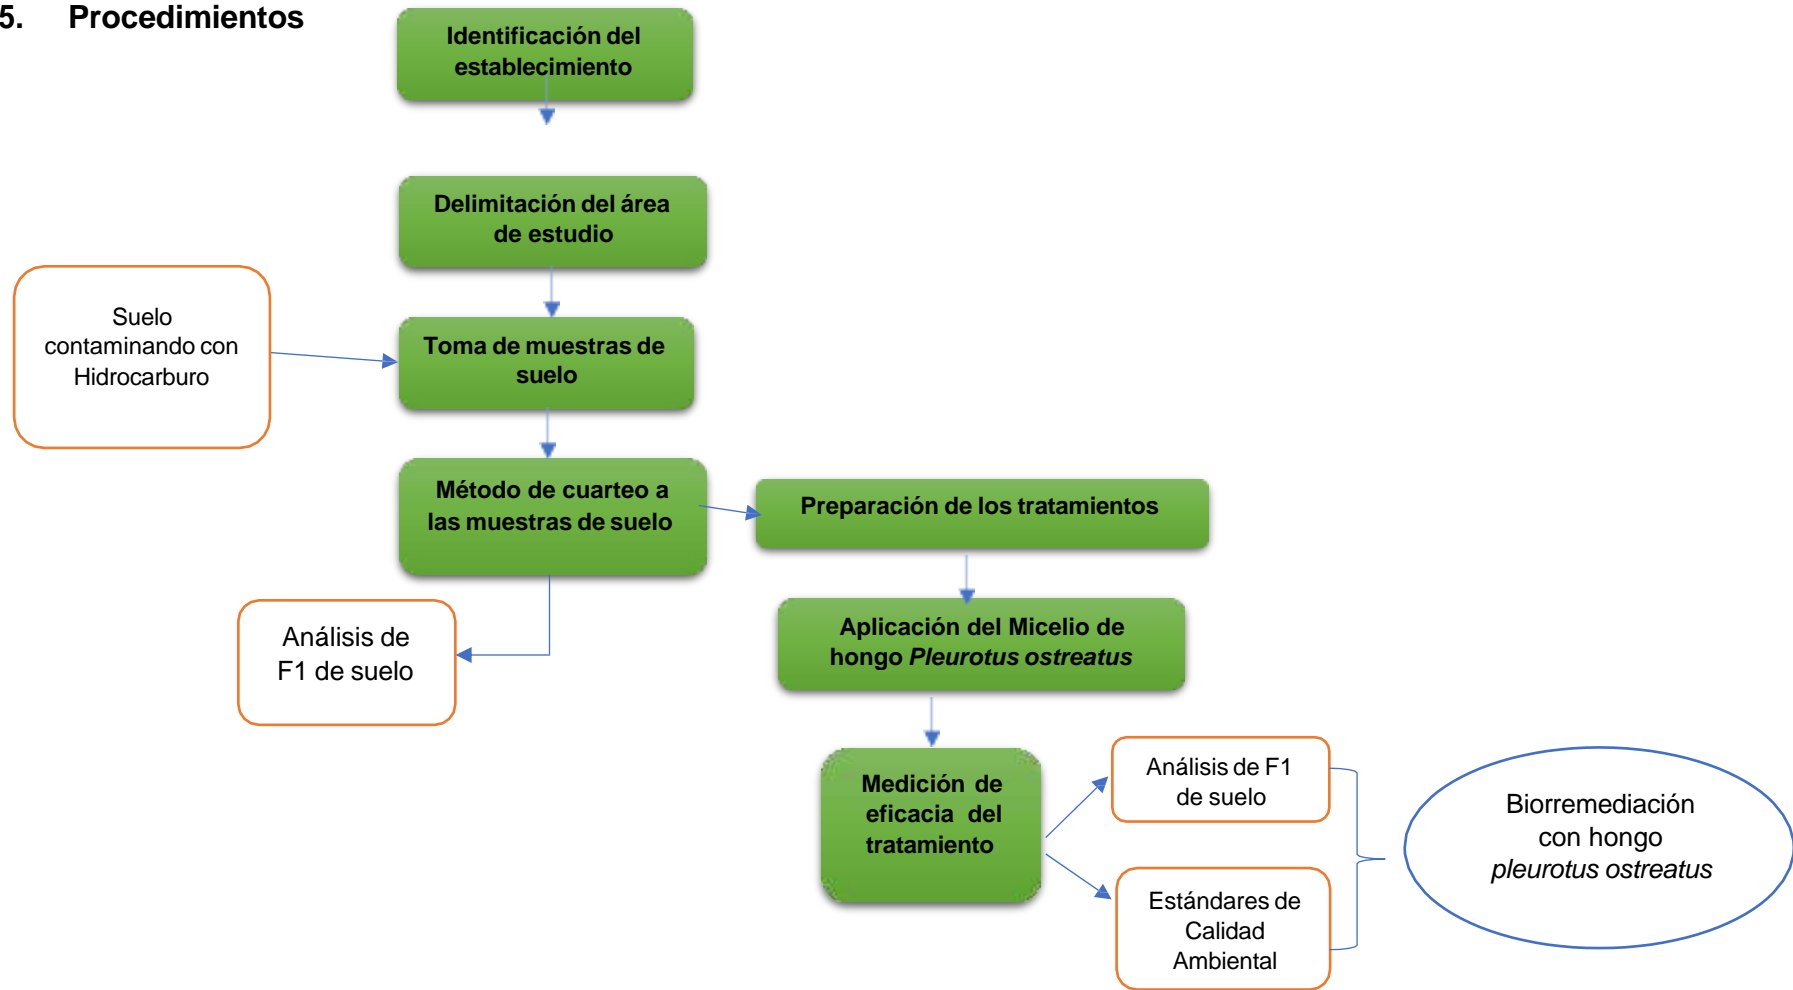 5. Procedimientos
Identificación del
establecimiento
Delimitación del área
de estudio
Suelo
contaminando con
Hidrocarburo
Toma de muestras de
suelo
Método de cuarteo a
las muestras de suelo
Preparación de los tratamientos
Análisis de
F1 de suelo
Aplicación del Micelio de
hongo Pleurotus ostreatus
Medición de
eficacia del
tratamiento
Análisis de F1
de suelo
Estándares de
Calidad
Ambiental
Biorremediación
con hongo
pleurotus ostreatus